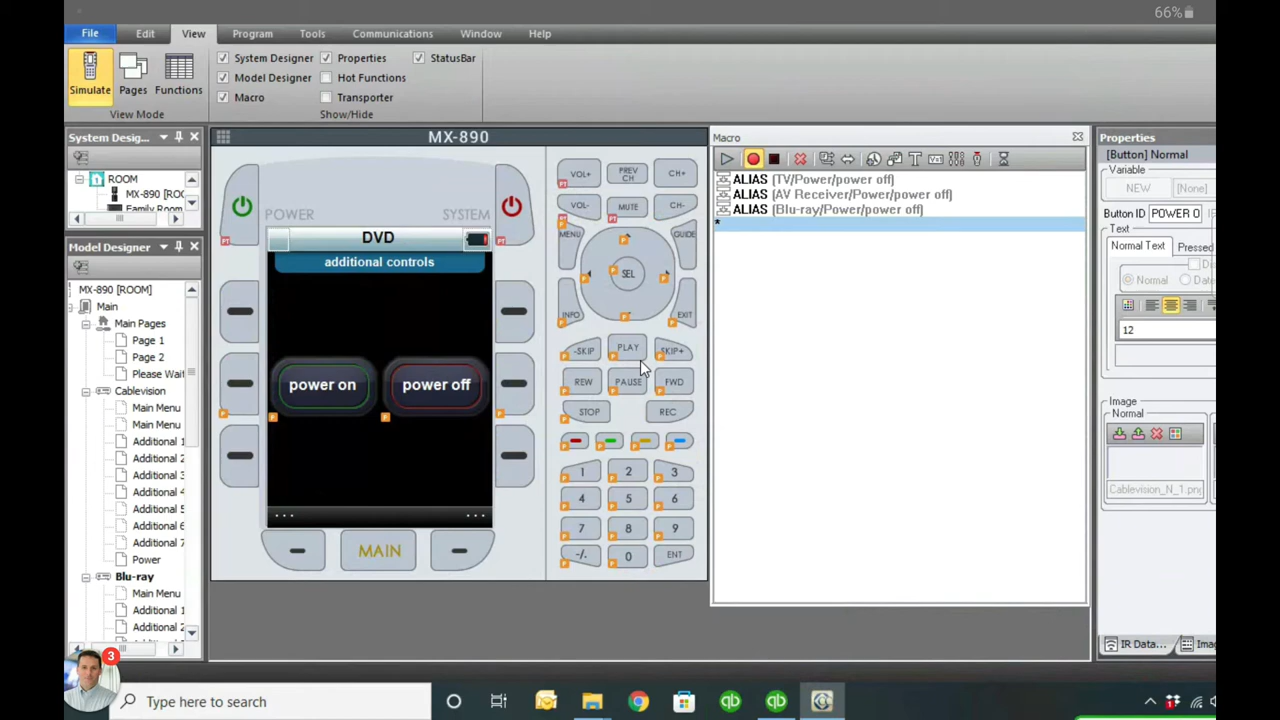 66%
File Edit View Program Tools Communications Window Help
Simulate Pages Functions
View Mode
System Designer Properties StatusBar
Model Designer Hot Functions
Macro Transporter
Show/Hide
System Desig...
ROOM
MX-890 [ROO
Family Room
Model Designer
MX-890 [ROOM]
Main
Main Pages
Page 1
Page 2
Please Wait
Cablevision
Main Menu
Main Menu
Additional 1
Additional 2
Additional 3
Additional 4
Additional 5
Additional 6
Additional 7
Power
Blu-ray
Main Menu
Additional 1
Additional 2
MX-890
POWER SYSTEM
DVD
additional controls
power on power off
... ...
MAIN
VOL+ PREV CH CH+
VOL- MUTE CH-
MENU GUIDE
SEL
INFO EXIT
-SKIP PLAY SKIP+
REW PAUSE FWD
STOP REC
1 2 3
4 5 6
7 8 9
-/. 0 ENT
Macro
ALIAS (TV/Power/power off)
ALIAS (AV Receiver/Power/power off)
ALIAS (Blu-ray/Power/power off)
*
Properties
[Button] Normal
Variable
NEW [None]
Button ID POWER O
Text
Normal Text Pressed
Normal Date
12
Image
Normal
Cablevision_N_1.png
IR Data... Imag
3
Type here to search